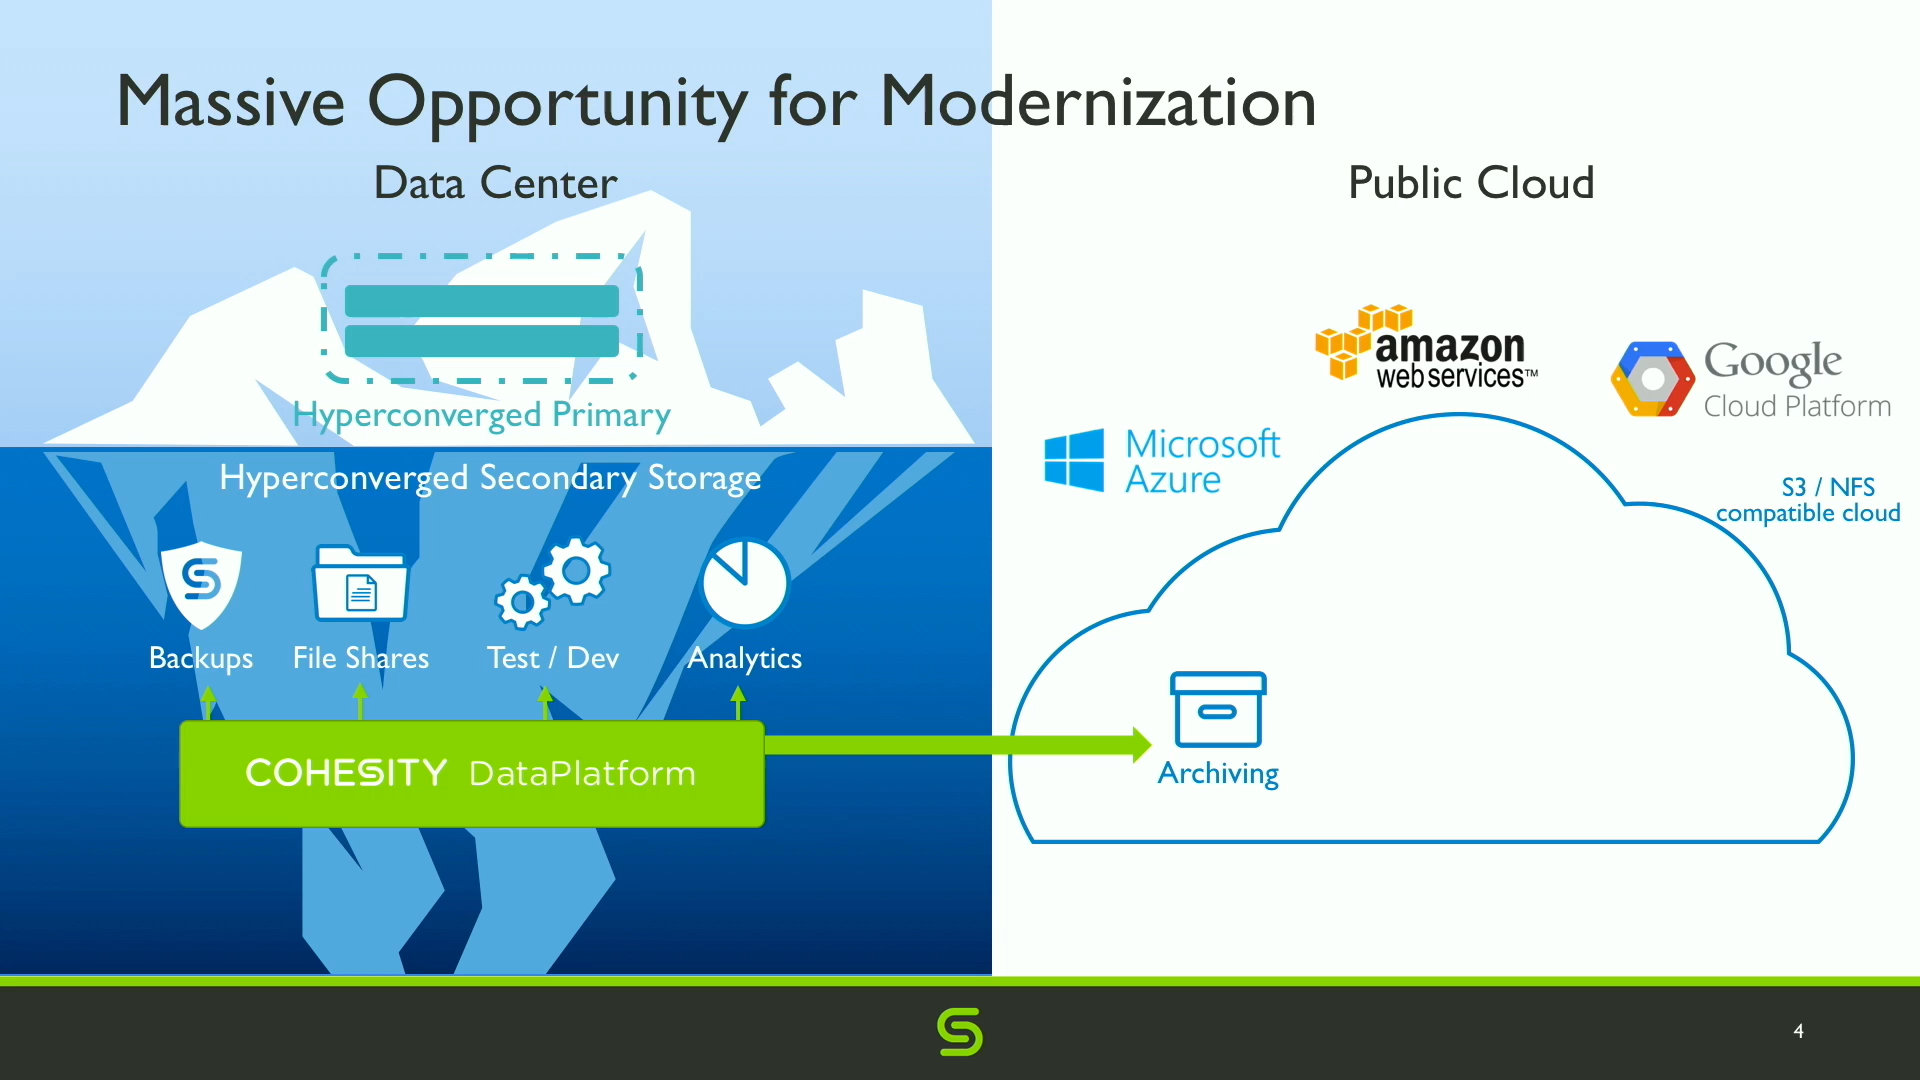 Massive Opportunity for Modernization
Data Center
Public Cloud
Hyperconverged Primary
Hyperconverged Secondary Storage
Backups
File Shares
Test / Dev
Analytics
COHESITY DataPlatform
amazon
web services™
Google
Cloud Platform
Microsoft
Azure
S3 / NFS
compatible cloud
Archiving
4